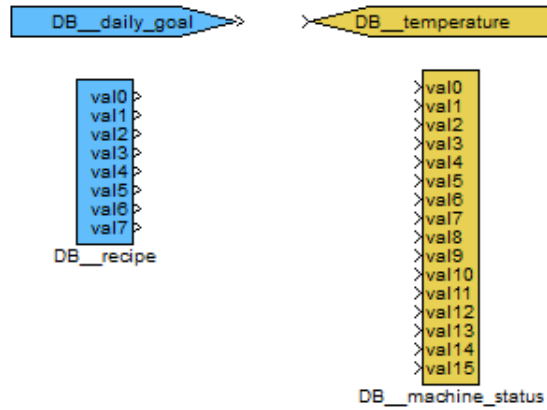 DB__daily_goal
DB__temperature
val0
val1
val2
val3
val4
val5
val6
val7
DB__recipe
val0
val1
val2
val3
val4
val5
val6
val7
val8
val9
val10
val11
val12
val13
val14
val15
DB__machine_status